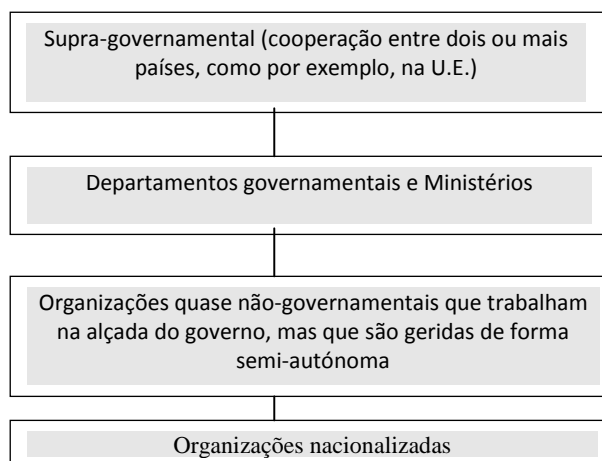 Supra-governamental (cooperação entre dois ou mais
países, como por exemplo, na U.E.)
Departamentos governamentais e Ministérios
Organizações quase não-governamentais que trabalham
na alçada do governo, mas que são geridas de forma
semi-autónoma
Organizações nacionalizadas